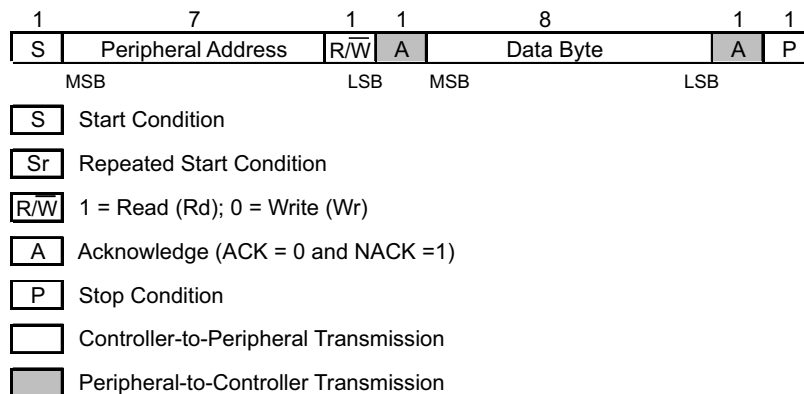 1 7 1 1 8 1 1
S Peripheral Address R/W̅ A Data Byte A P
MSB LSB MSB LSB
S Start Condition
Sr Repeated Start Condition
R/W̅ 1 = Read (Rd); 0 = Write (Wr)
A Acknowledge (ACK = 0 and NACK =1)
P Stop Condition
Controller-to-Peripheral Transmission
Peripheral-to-Controller Transmission